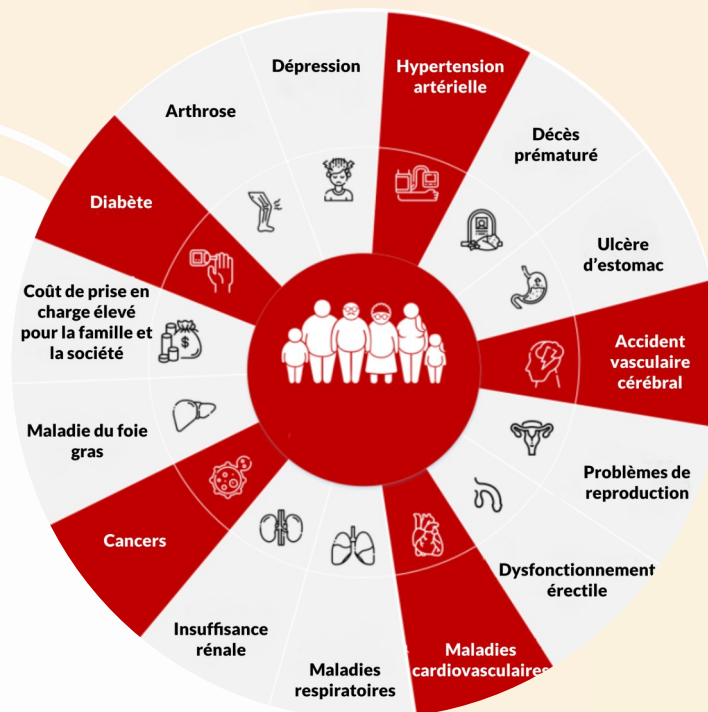 Dépression
Hypertension
artérielle
Décès
prématuré
Ulcère
d'estomac
Accident
vasculaire
cérébral
Problèmes de
reproduction
Dysfonctionnement
érectile
Maladies
cardiovasculaires
Maladies
respiratoires
Insuffisance
rénale
Cancers
Maladie du foie
gras
Coût de prise en
charge élevé
pour la famille et
la société
$
Diabète
Arthrose